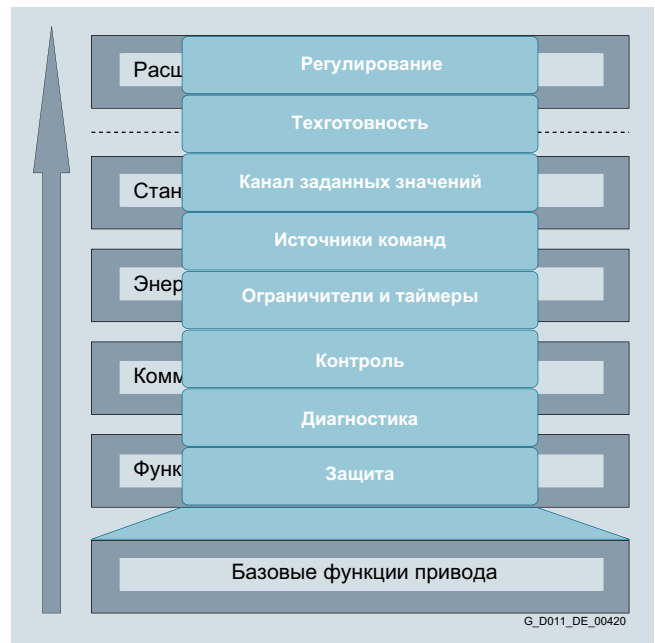 Расш
Регулирование
Техготовность
Стан
Канал заданных значений
Источники команд
Энер
Ограничители и таймеры
Комм
Контроль
Диагностика
Функ
Защита
Базовые функции привода
G_D011_DE_00420